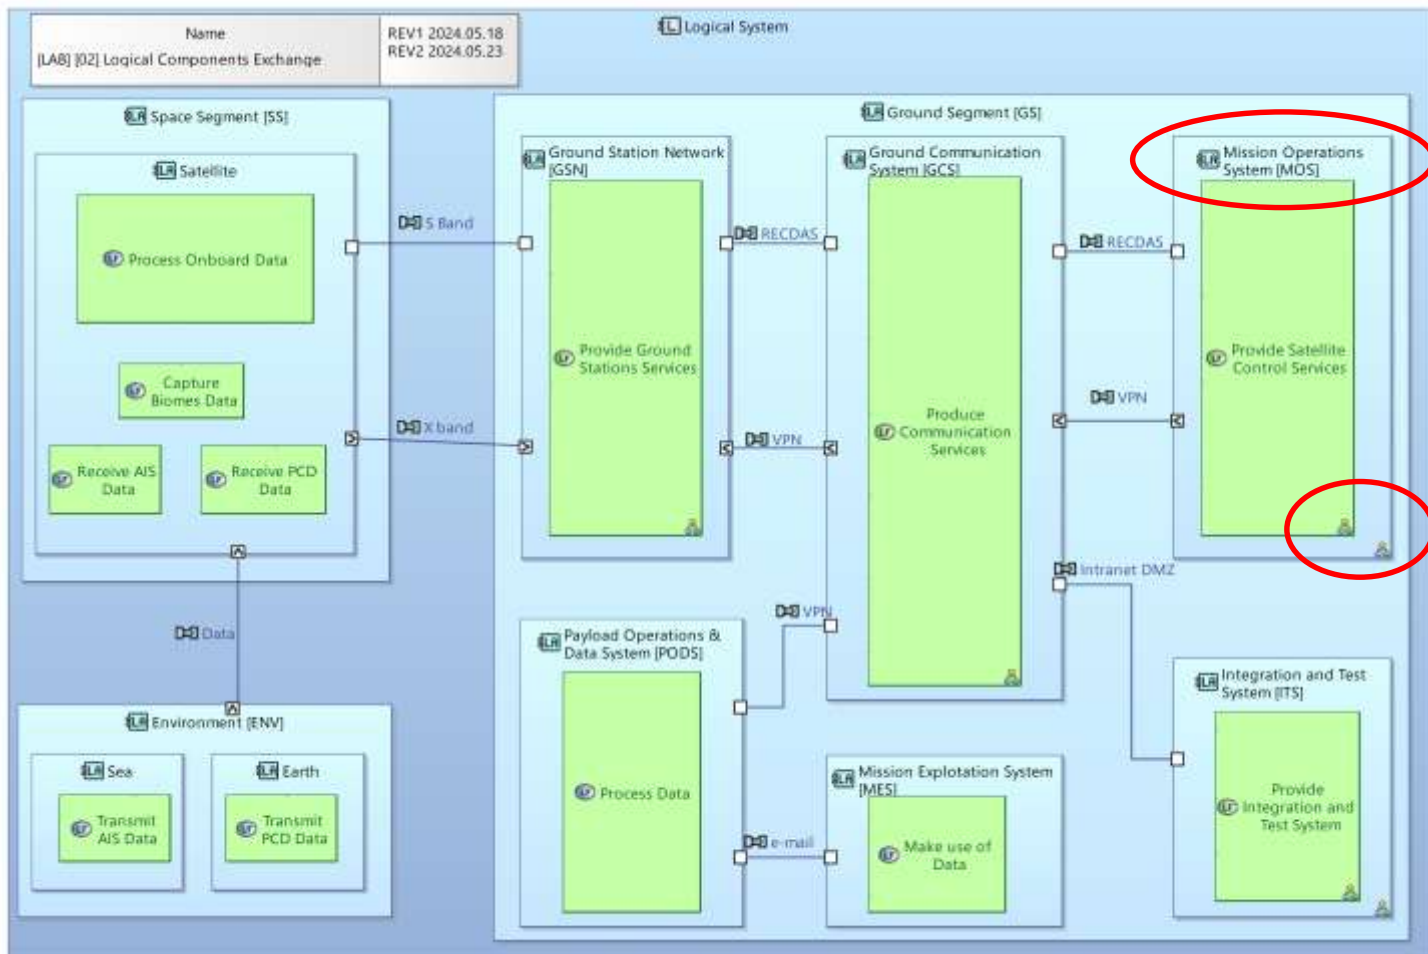 Name
[LAB] [02] Logical Components Exchange
REV1 2024.05.18
REV2 2024.05.23
Logical System
Space Segment [SS]
Satellite
Process Onboard Data
Capture
Biomes Data
Receive AIS
Data
Receive PCD
Data
S Band
X band
Data
Environment [ENV]
Sea
Transmit
AIS Data
Earth
Transmit
PCD Data
Ground Segment [GS]
Ground Station Network
[GSN]
Provide Ground
Stations Services
RECDAS
VPN
Ground Communication
System [GCS]
Produce
Communication
Services
RECDAS
VPN
Mission Operations
System [MOS]
Provide Satellite
Control Services
Intranet DMZ
VPN
Payload Operations &
Data System [PODS]
Process Data
e-mail
Mission Explotation System
[MES]
Make use of
Data
Integration and Test
System [ITS]
Provide
Integration and
Test System